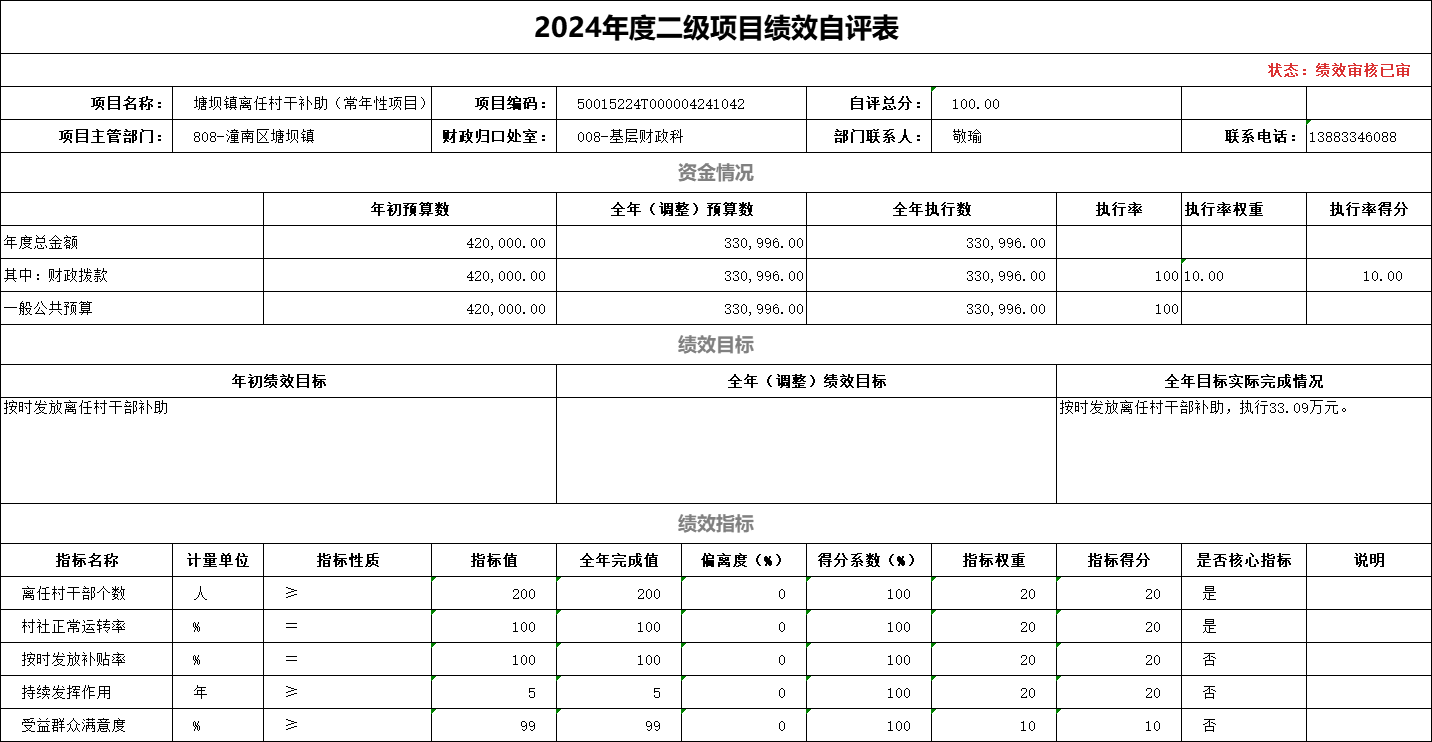 2024年度二级项目绩效自评表
状态：绩效审核已审
项目名称： 塘坝镇离任村干补助（常年性项目） 项目编码： 50015224T000004241042 自评总分： 100.00
项目主管部门： 808-潼南区塘坝镇 财政归口处室： 008-基层财政科 部门联系人： 敬瑜 联系电话： 13883346088
资金情况
年初预算数 全年（调整）预算数 全年执行数 执行率 执行率权重 执行率得分
年度总金额 420,000.00 330,996.00 330,996.00
其中：财政拨款 420,000.00 330,996.00 330,996.00 100 10.00 10.00
一般公共预算 420,000.00 330,996.00 330,996.00 100
绩效目标
年初绩效目标 全年（调整）绩效目标 全年目标实际完成情况
按时发放离任村干部补助 按时发放离任村干部补助，执行33.09万元。
绩效指标
指标名称 计量单位 指标性质 指标值 全年完成值 偏离度（%） 得分系数（%） 指标权重 指标得分 是否核心指标 说明
离任村干部个数 人 ≥ 200 200 0 100 20 20 是
村社正常运转率 % ＝ 100 100 0 100 20 20 是
按时发放补贴率 % ＝ 100 100 0 100 20 20 否
持续发挥作用 年 ≥ 5 5 0 100 20 20 否
受益群众满意度 % ≥ 99 99 0 100 10 10 否